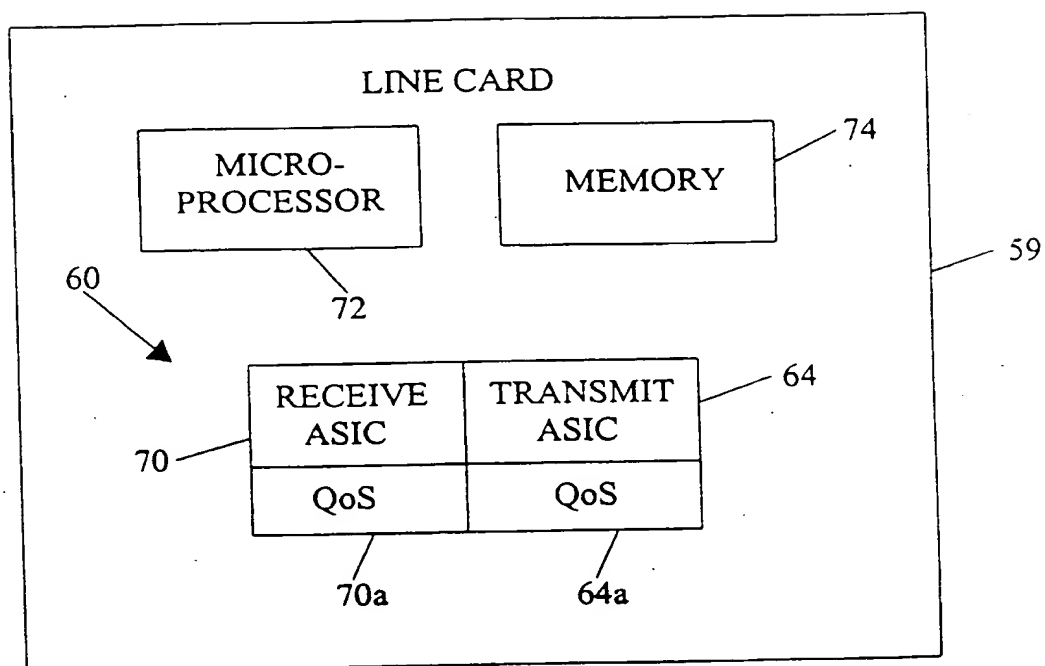 LINE CARD
MICRO-
PROCESSOR
MEMORY
74
59
60
72
RECEIVE
ASIC
TRANSMIT
ASIC
64
70
QoS
QoS
70a
64a